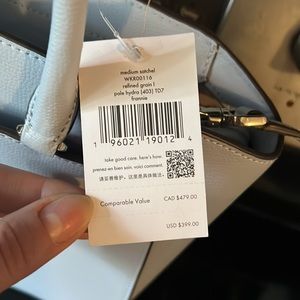 medium satchel
WKR00116
refined grain l
pale hydra (403) TD7
frannie
1 96021 19012 4
take good care. here's how.
prenez-en bien soin. voici comment.
请妥善维护。这里是具体做法。
Comparable Value
CAD $479.00
USD $399.00